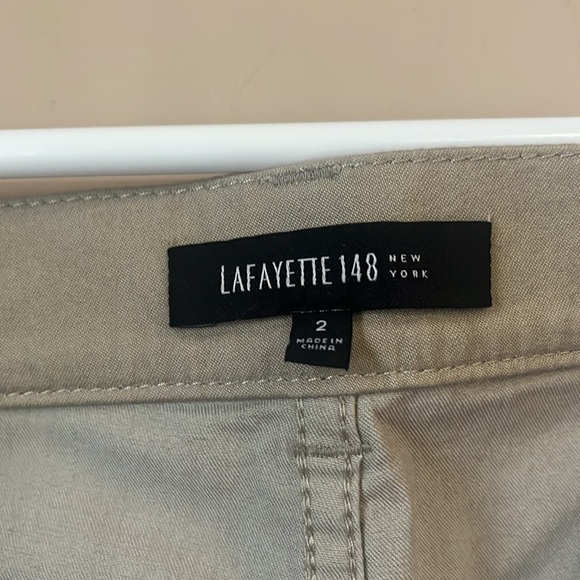 LAFAYETTE 148 NEW YORK
2
MADE IN
CHINA